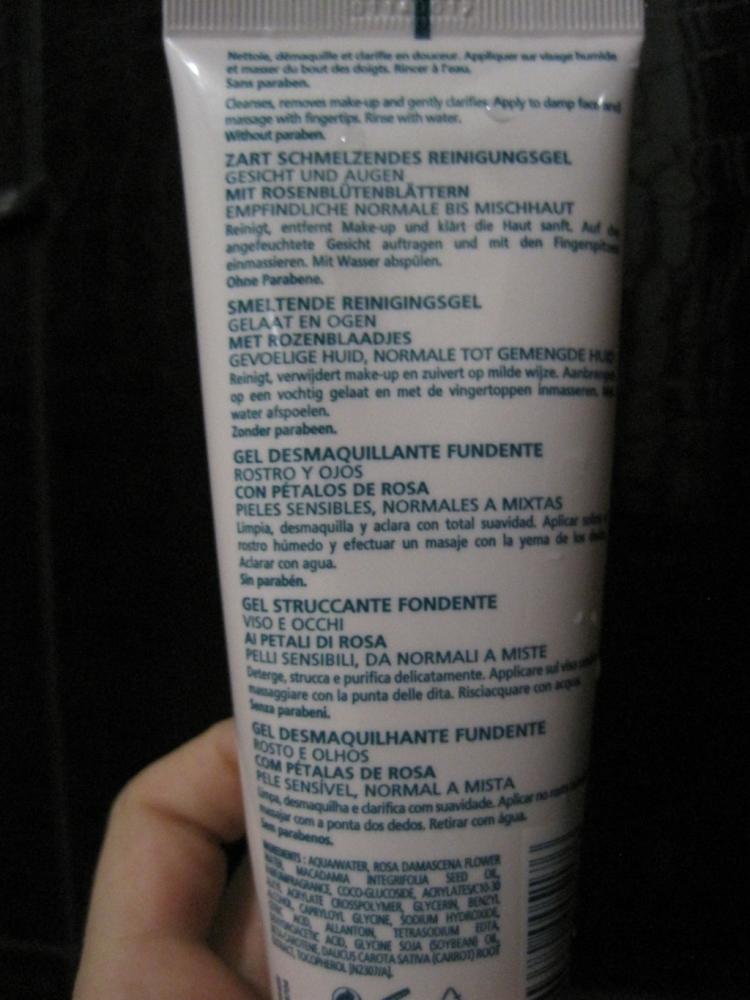 Nettoie, démaquille et clarifie en douceur. Appliquer sur visage humide
et masser du bout des doigts. Rincer à l'eau.
Sans paraben.
Cleanses, removes make-up and gently clarifies. Apply to damp face and
massage with fingertips. Rinse with water.
Without paraben.
ZART SCHMELZENDES REINIGUNGSGEL
GESICHT UND AUGEN
MIT ROSENBLÜTENBLÄTTERN
EMPFINDLICHE NORMALE BIS MISCHHAUT
Reinigt, entfernt Make-up und klärt die Haut sanft. Auf
angefeuchtete Gesicht auftragen und mit den Fingerspitzen
einmassieren. Mit Wasser abspülen.
Ohne Parabene.
SMELTENDE REINIGINGSGEL
GELAAT EN OGEN
MET ROZENBLAADJES
GEVOELIGE HUID, NORMALE TOT GEMENGDE HUID
Reinigt, verwijdert make-up en zuivert op milde wijze. Aanbrengen
op een vochtig gelaat en met de vingertoppen inmasseren.
water afspoelen.
Zonder parabeen.
GEL DESMAQUILLANTE FUNDENTE
ROSTRO Y OJOS
CON PÉTALOS DE ROSA
PIELES SENSIBLES, NORMALES A MIXTAS
Limpia, desmaquilla y aclara con total suavidad. Aplicar sobre
rostro húmedo y efectuar un masaje con la yema de los dedos.
Aclarar con agua.
Sin parabén.
GEL STRUCCANTE FONDENTE
VISO E OCCHI
AI PETALI DI ROSA
PELLI SENSIBILI, DA NORMALI A MISTE
Deterge, strucca e purifica delicatamente. Applicare sul viso
massaggiare con la punta delle dita. Risciacquare con acqua.
Senza parabeni.
GEL DESMAQUILHANTE FUNDENTE
ROSTO E OLHOS
COM PÉTALAS DE ROSA
PELE SENSÍVEL, NORMAL A MISTA
Limpa, desmaquilha e clarifica com suavidade. Aplicar no rosto
massajar com a ponta dos dedos. Retirar com água.
Sem parabenos.
INGREDIENTS : AQUA/WATER, ROSA DAMASCENA FLOWER
WATER, MACADAMIA INTEGRIFOLIA SEED OIL,
PARFUM/FRAGRANCE, COCO-GLUCOSIDE, ACRYLATES/C10-30
ALKYL ACRYLATE CROSSPOLYMER, GLYCERIN, BENZYL
ALCOHOL, CAPRYLOYL GLYCINE, SODIUM HYDROXIDE,
ACID, ALLANTOIN, TETRASODIUM EDTA,
ACID, GLYCINE SOJA (SOYBEAN) OIL,
BETA-CAROTENE, DAUCUS CAROTA SATIVA (CARROT) ROOT
EXTRACT, TOCOPHEROL [N2307/A].